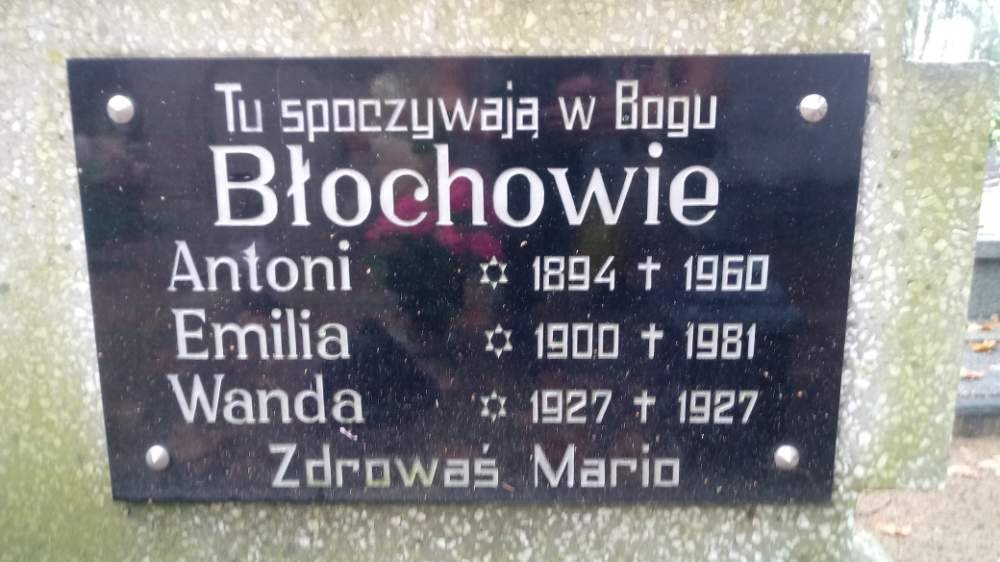 Tu spoczywają w Bogu
Błochowie
Antoni ✡ 1894 † 1960
Emilia ✡ 1900 † 1981
Wanda ✡ 1927 † 1927
Zdrowaś Mario